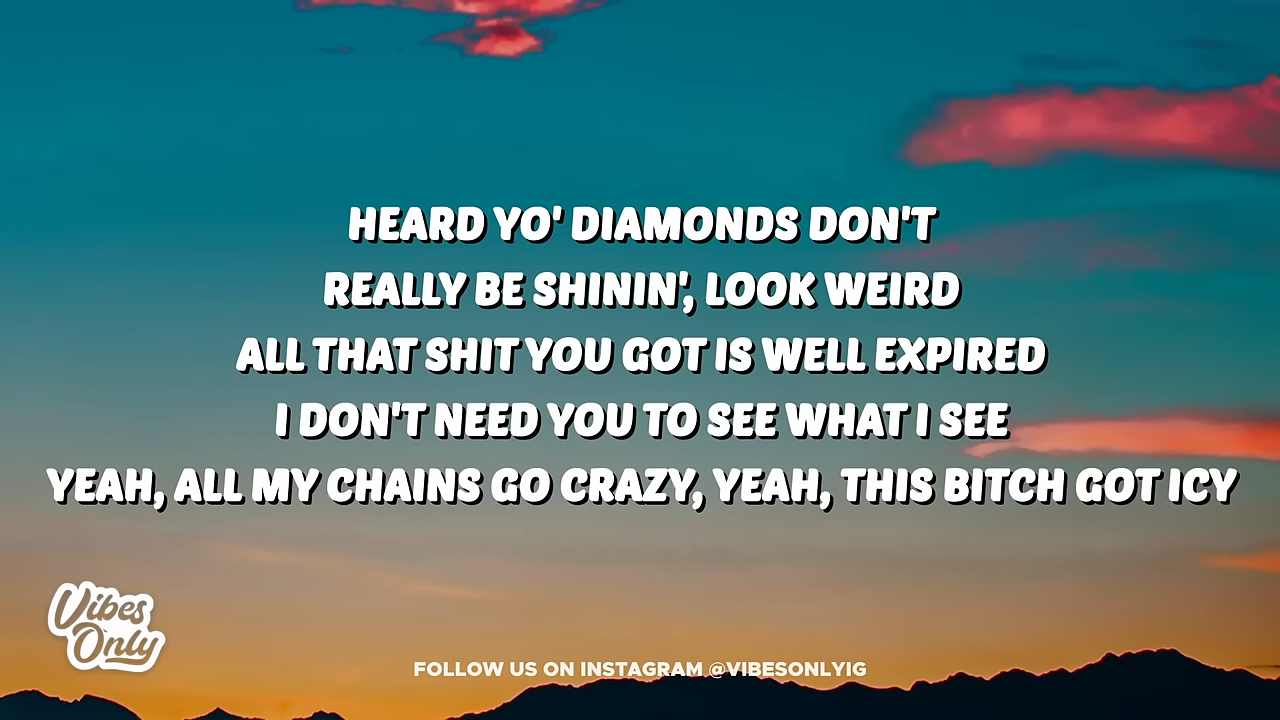 HEARD YO' DIAMONDS DON'T
REALLY BE SHININ', LOOK WEIRD
ALL THAT SHIT YOU GOT IS WELL EXPIRED
I DON'T NEED YOU TO SEE WHAT I SEE
YEAH, ALL MY CHAINS GO CRAZY, YEAH, THIS BITCH GOT ICY
Vibes
Only
FOLLOW US ON INSTAGRAM @VIBESONLYIG